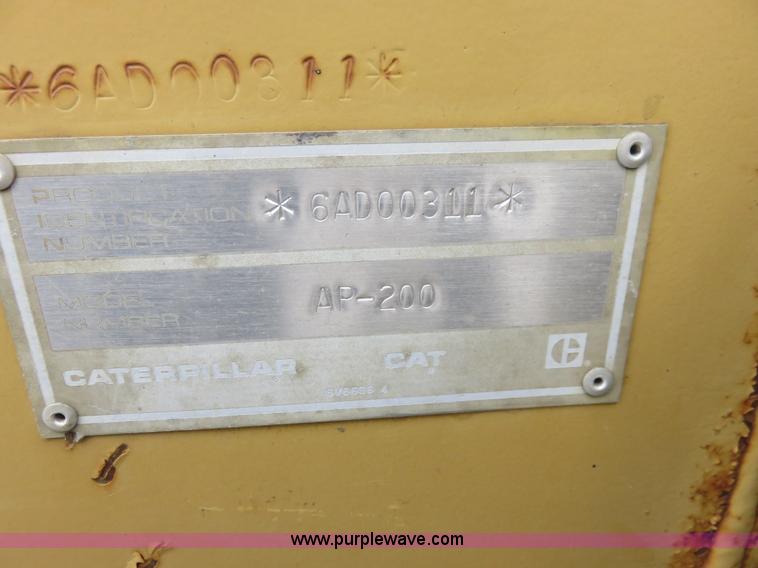 *6AD00311*
PRODUCT
IDENTIFICATION
NUMBER
*6AD00311*
MODEL
NUMBER
AP-200
CATERPILLAR CAT C®
www.purplewave.com